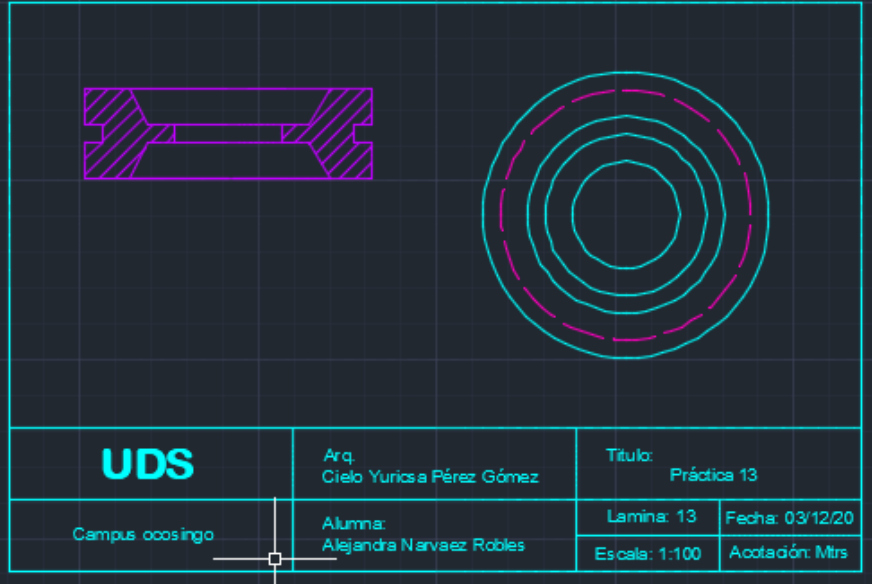 UDS
Campus ocosingo
Arq.
Cielo Yuricsa Pérez Gómez
Alumna:
Alejandra Narvaez Robles
Titulo:
Práctica 13
Lamina: 13
Fecha: 03/12/20
Escala: 1:100
Acotación: Mtrs